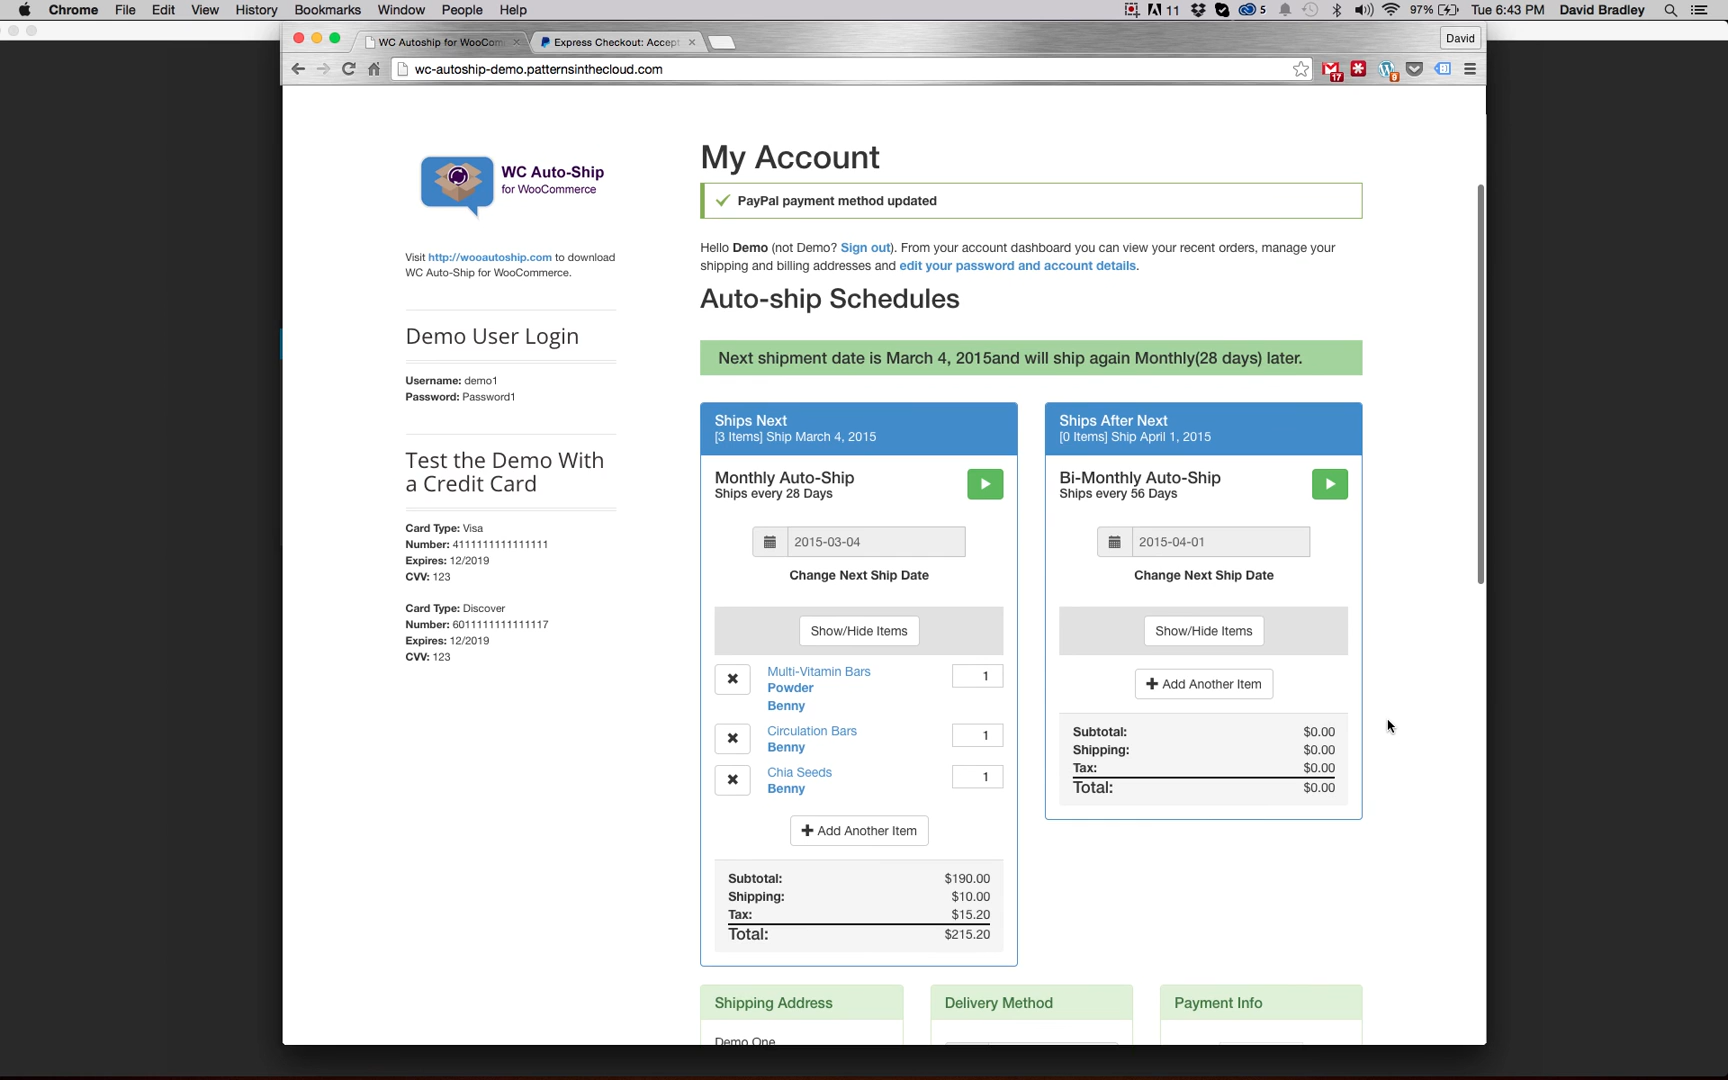 Chrome File Edit View History Bookmarks Window People Help 11 5 97% Tue 6:43 PM David Bradley
WC Autoship for WooCom Express Checkout: Accept David
wc-autoship-demo.patternsinthecloud.com 17 9
WC Auto-Ship
for WooCommerce
Visit http://wooautoship.com to download
WC Auto-Ship for WooCommerce.
Demo User Login
Username: demo1
Password: Password1
Test the Demo With
a Credit Card
Card Type: Visa
Number: 4111111111111111
Expires: 12/2019
CVV: 123
Card Type: Discover
Number: 6011111111111117
Expires: 12/2019
CVV: 123
My Account
PayPal payment method updated
Hello Demo (not Demo? Sign out). From your account dashboard you can view your recent orders, manage your
shipping and billing addresses and edit your password and account details.
Auto-ship Schedules
Next shipment date is March 4, 2015and will ship again Monthly(28 days) later.
Ships Next
[3 Items] Ship March 4, 2015
Monthly Auto-Ship
Ships every 28 Days
2015-03-04
Change Next Ship Date
Show/Hide Items
Multi-Vitamin Bars 1
Powder
Benny
Circulation Bars 1
Benny
Chia Seeds 1
Benny
Add Another Item
Subtotal: $190.00
Shipping: $10.00
Tax: $15.20
Total: $215.20
Ships After Next
[0 Items] Ship April 1, 2015
Bi-Monthly Auto-Ship
Ships every 56 Days
2015-04-01
Change Next Ship Date
Show/Hide Items
Add Another Item
Subtotal: $0.00
Shipping: $0.00
Tax: $0.00
Total: $0.00
Shipping Address
Demo One
Delivery Method
Payment Info